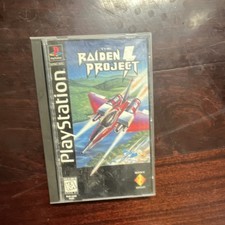 THE
RAIDEN
PROJECT
PlayStation